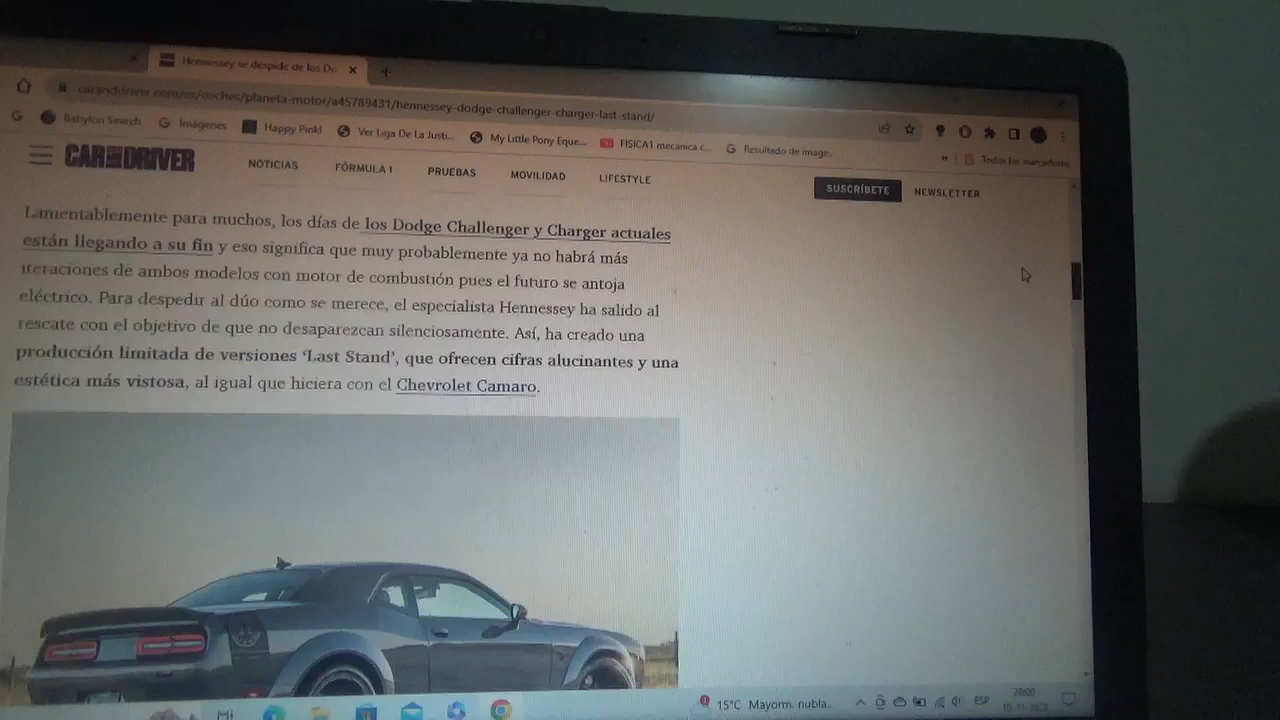 Hennessey se despide de los Do
caranddriver.com/es/coches/planeta-motor/a45789431/hennessey-dodge-challenger-charger-last-stand/
Babylon Search
Imágenes
Happy Pink!
Ver Liga De La Justi...
My Little Pony Eque...
FISICA1 mecanica c...
Resultado de image...
»
Todos los marcadores
CAR AND DRIVER
NOTICIAS
FÓRMULA 1
PRUEBAS
MOVILIDAD
LIFESTYLE
SUSCRÍBETE
NEWSLETTER
Lamentablemente para muchos, los días de los Dodge Challenger y Charger actuales
están llegando a su fin y eso significa que muy probablemente ya no habrá más
iteraciones de ambos modelos con motor de combustión pues el futuro se antoja
eléctrico. Para despedir al dúo como se merece, el especialista Hennessey ha salido al
rescate con el objetivo de que no desaparezcan silenciosamente. Así, ha creado una
producción limitada de versiones ‘Last Stand’, que ofrecen cifras alucinantes y una
estética más vistosa, al igual que hiciera con el Chevrolet Camaro.
15°C Mayorm. nubla...
ESP
20:00